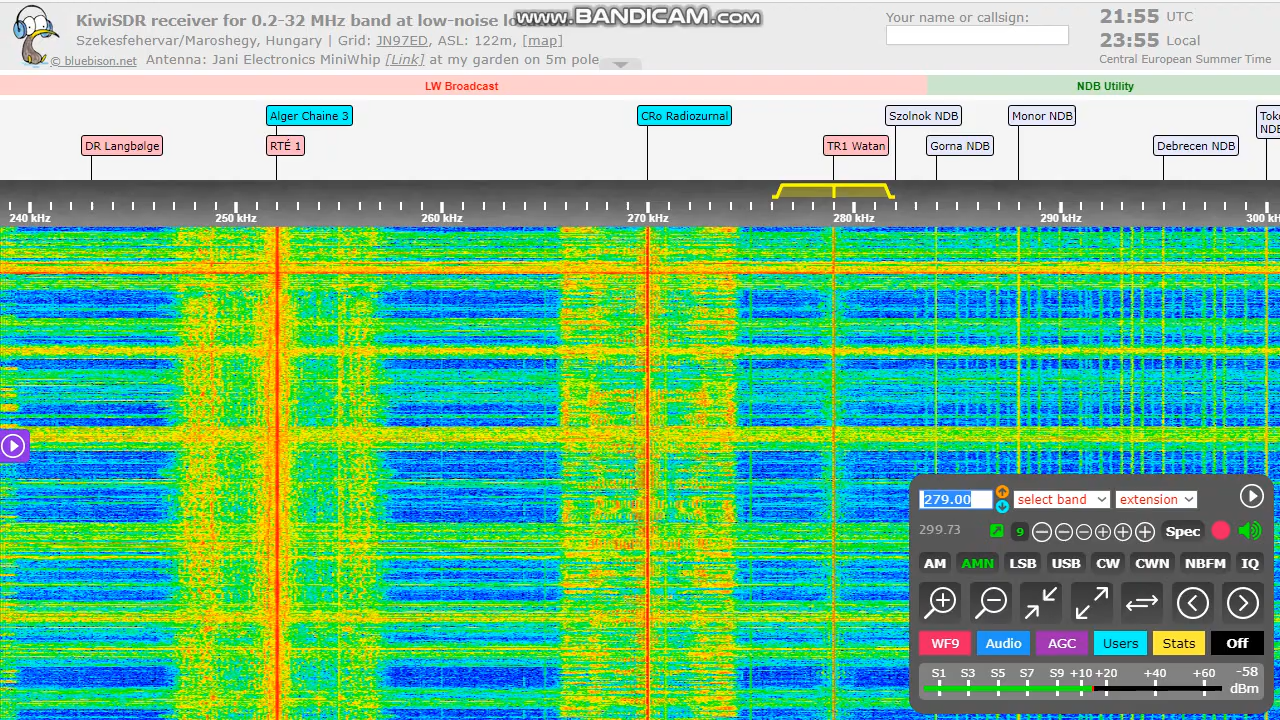 KiwiSDR receiver for 0.2-32 MHz band at low-noise
www.BANDICAM.com
Szekesfehervar/Maroshegy, Hungary | Grid: JN97ED, ASL: 122m, [map]
© bluebison.net
Antenna: Jani Electronics MiniWhip [Link] at my garden on 5m pole
Your name or callsign:
21:55 UTC
23:55 Local
Central European Summer Time
LW Broadcast
NDB Utility
Alger Chaine 3
CRo Radiozurnal
Szolnok NDB
Monor NDB
DR Langbølge
RTÉ 1
TR1 Watan
Gorna NDB
Debrecen NDB
NDB
240 kHz
250 kHz
260 kHz
270 kHz
280 kHz
290 kHz
300
279.00
select band
extension
299.73
9
Spec
AM
AMN
LSB
USB
CW
CWN
NBFM
IQ
WF9
Audio
AGC
Users
Stats
Off
S1 S3 S5 S7 S9 +10 +20 +40 +60 -58
dBm